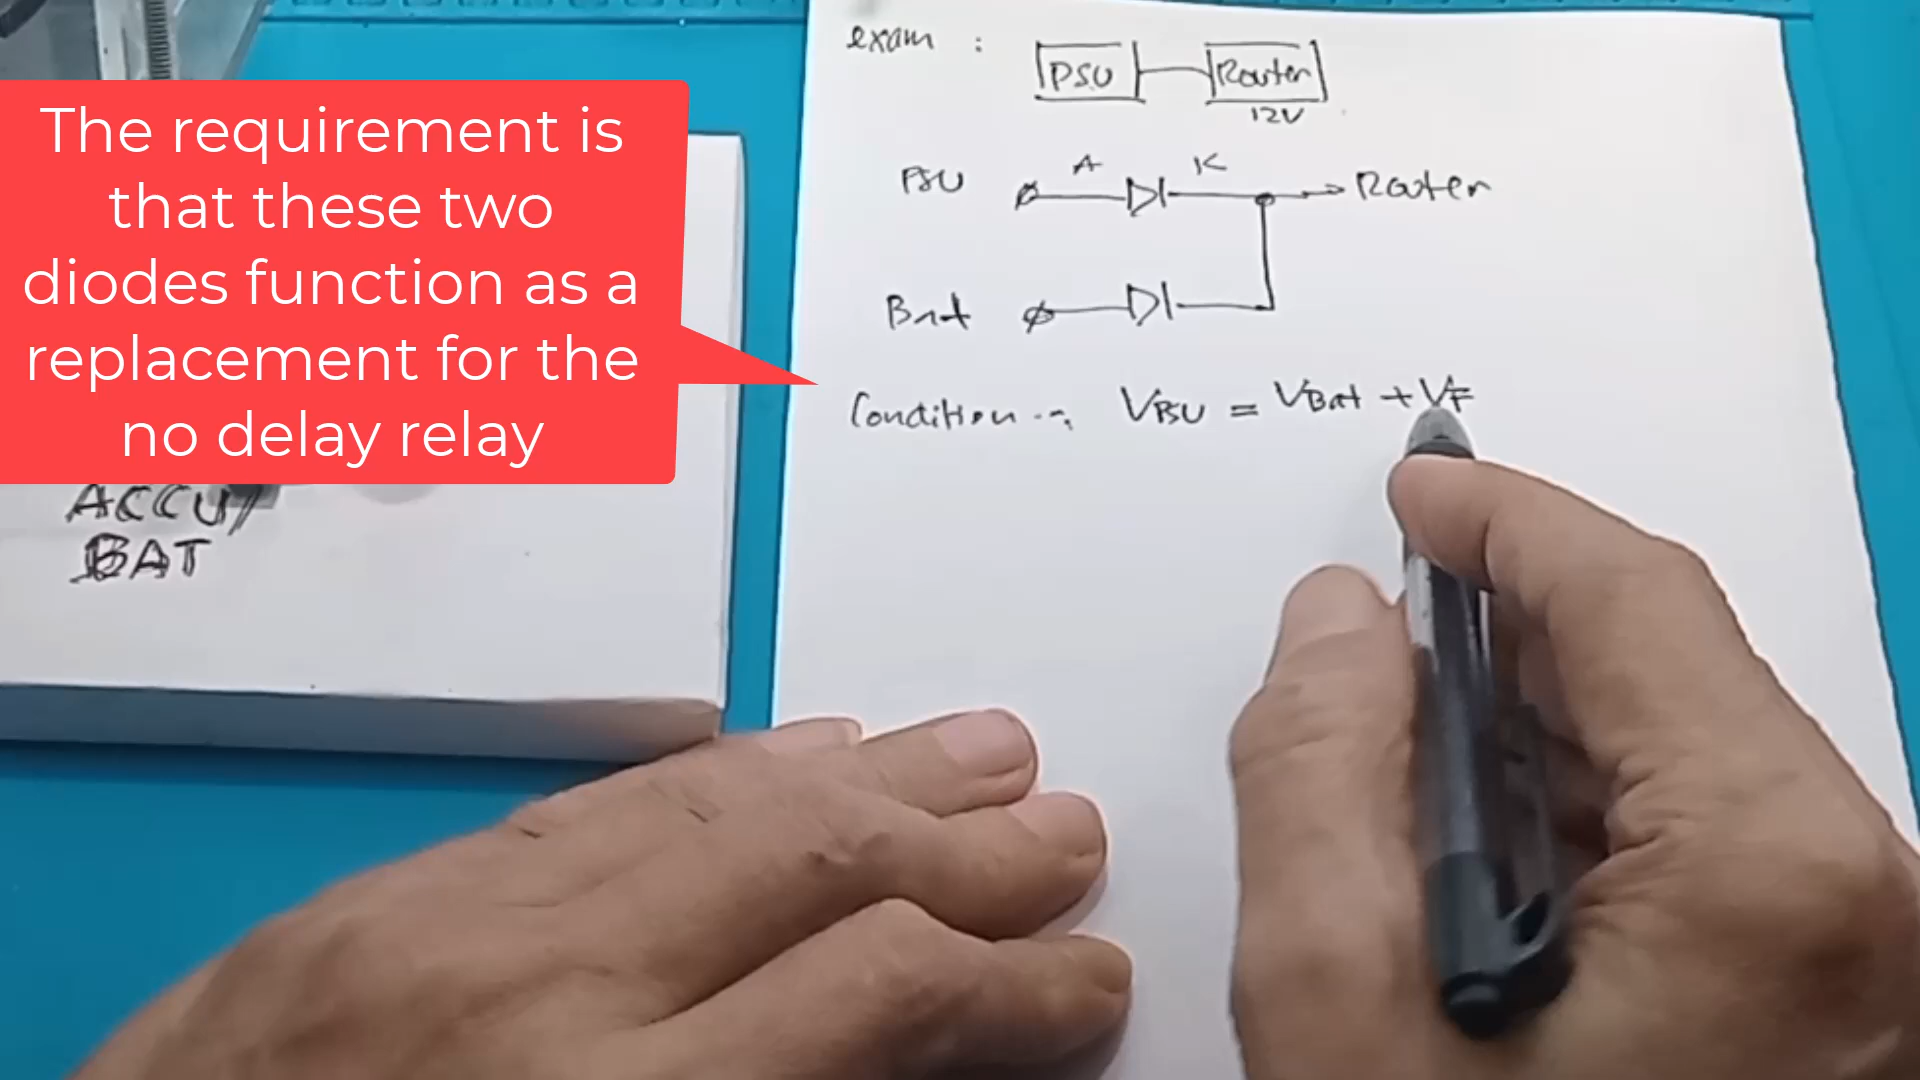 The requirement is
that these two
diodes function as a
replacement for the
no delay relay
ACCU/
BAT
exam :
PSU Router
12V
A K
PSU Router
Bat
Condition : VPSU = VBat + VF